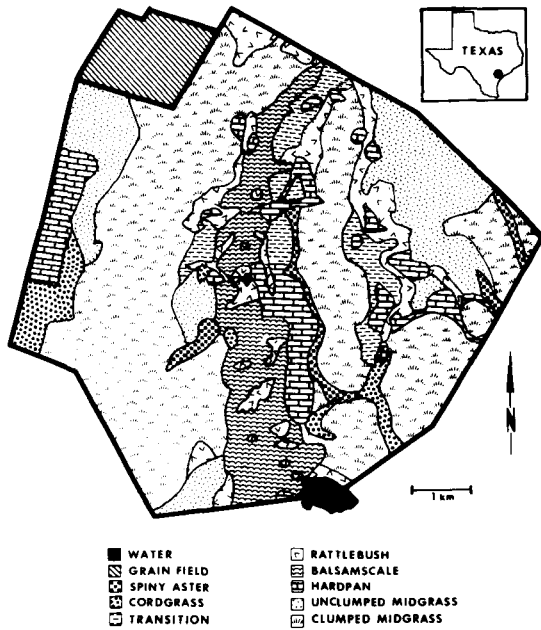 TEXAS
N
1 km
WATER
GRAIN FIELD
SPINY ASTER
CORDGRASS
TRANSITION
RATTLEBUSH
BALSAMSCALE
HARDPAN
UNCLUMPED MIDGRASS
CLUMPED MIDGRASS